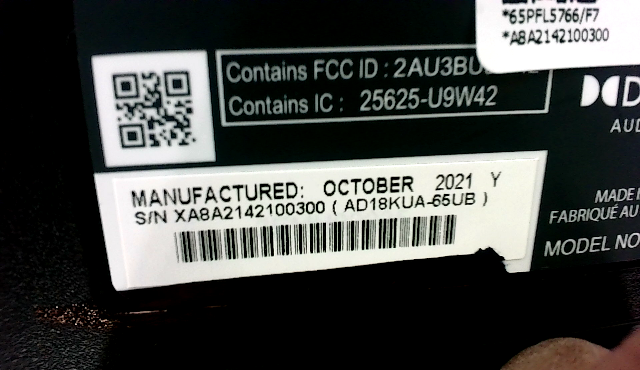 *65PFL5766/F7
*A8A2142100300
Contains FCC ID :
Contains IC : 25625-U9W42
AU
MANUFACTURED: OCTOBER 2021 Y
S/N XA8A2142100300 ( AD18KUA-65UB )
MADE
FABRIQUÉ AU
MODEL NO